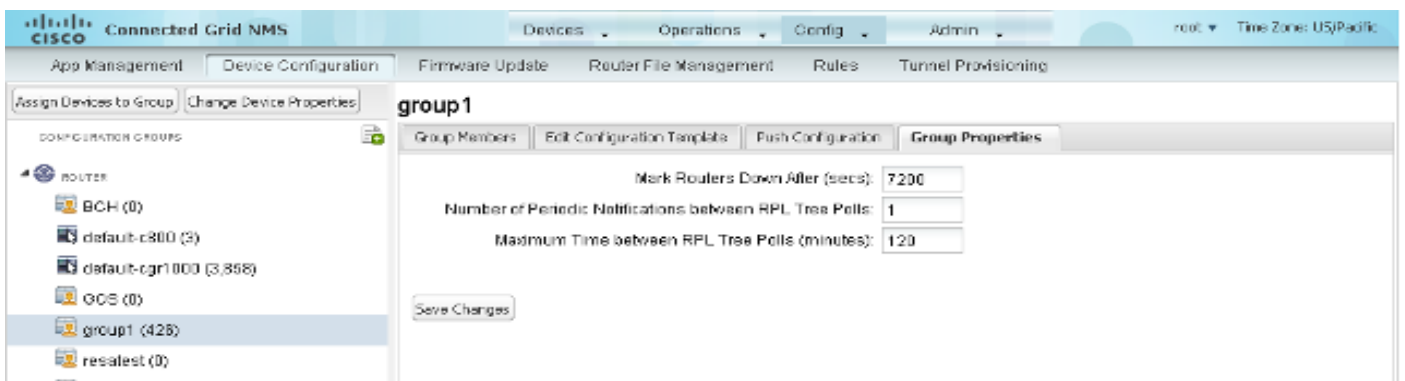 CISCO Connected Grid NMS Devices Operations Config Admin root Time Zone: US/Pacific
App Management Device Configuration Firmware Update Router File Management Rules Tunnel Provisioning
Assign Devices to Group Change Device Properties
group1
CONFIGURATION GROUPS
Group Members Edit Configuration Template Push Configuration Group Properties
ROUTER
Mark Routers Down After (secs): 7200
BCH (0)
Number of Periodic Notifications between RPL Tree Polls: 1
default-c800 (3)
Maximum Time between RPL Tree Polls (minutes): 120
default-cgr1000 (3,858)
GOS (0)
Save Changes
group1 (428)
resatest (0)